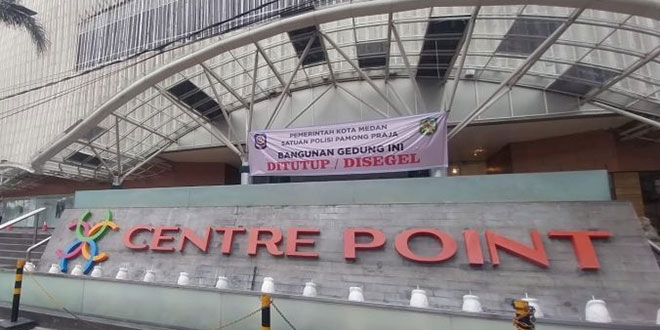 PEMERINTAH KOTA MEDAN
SATUAN POLISI PAMONG PRAJA
BANGUNAN GEDUNG INI
DITUTUP / DISEGEL
CENTRE POINT